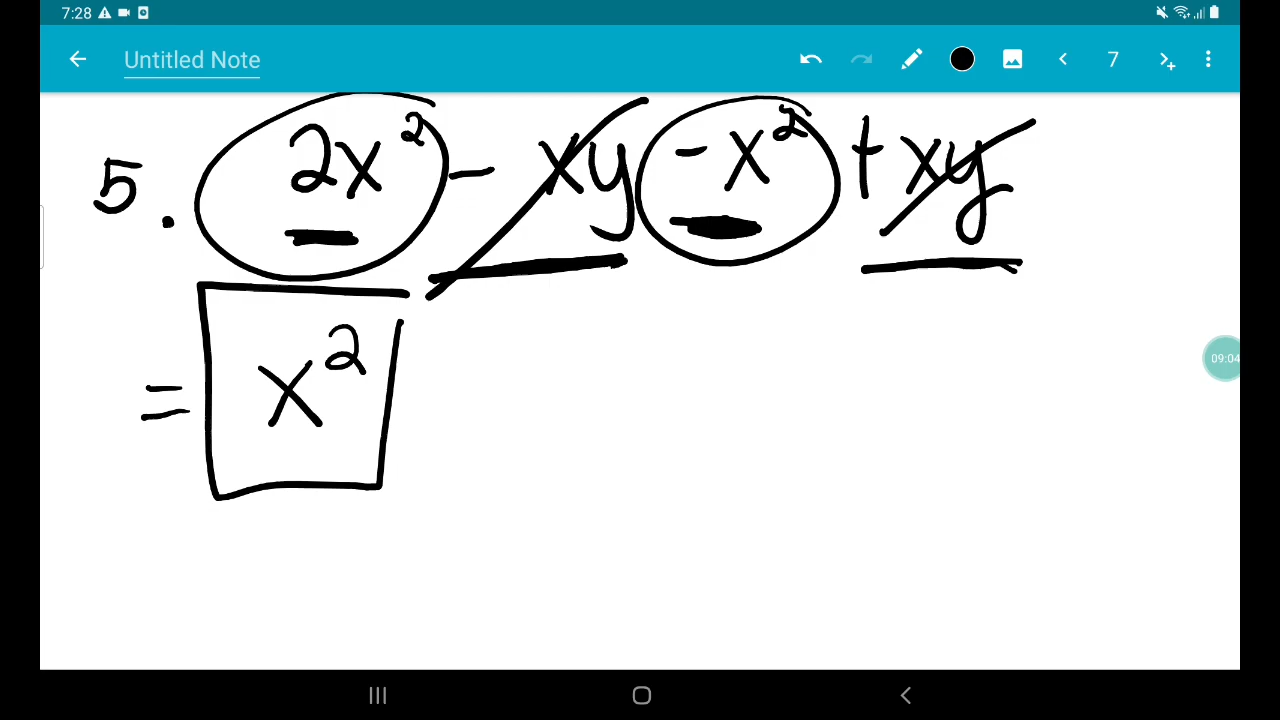 7:28
Untitled Note
7
5. 2x² - xy - x² + xy
= x²
09:04